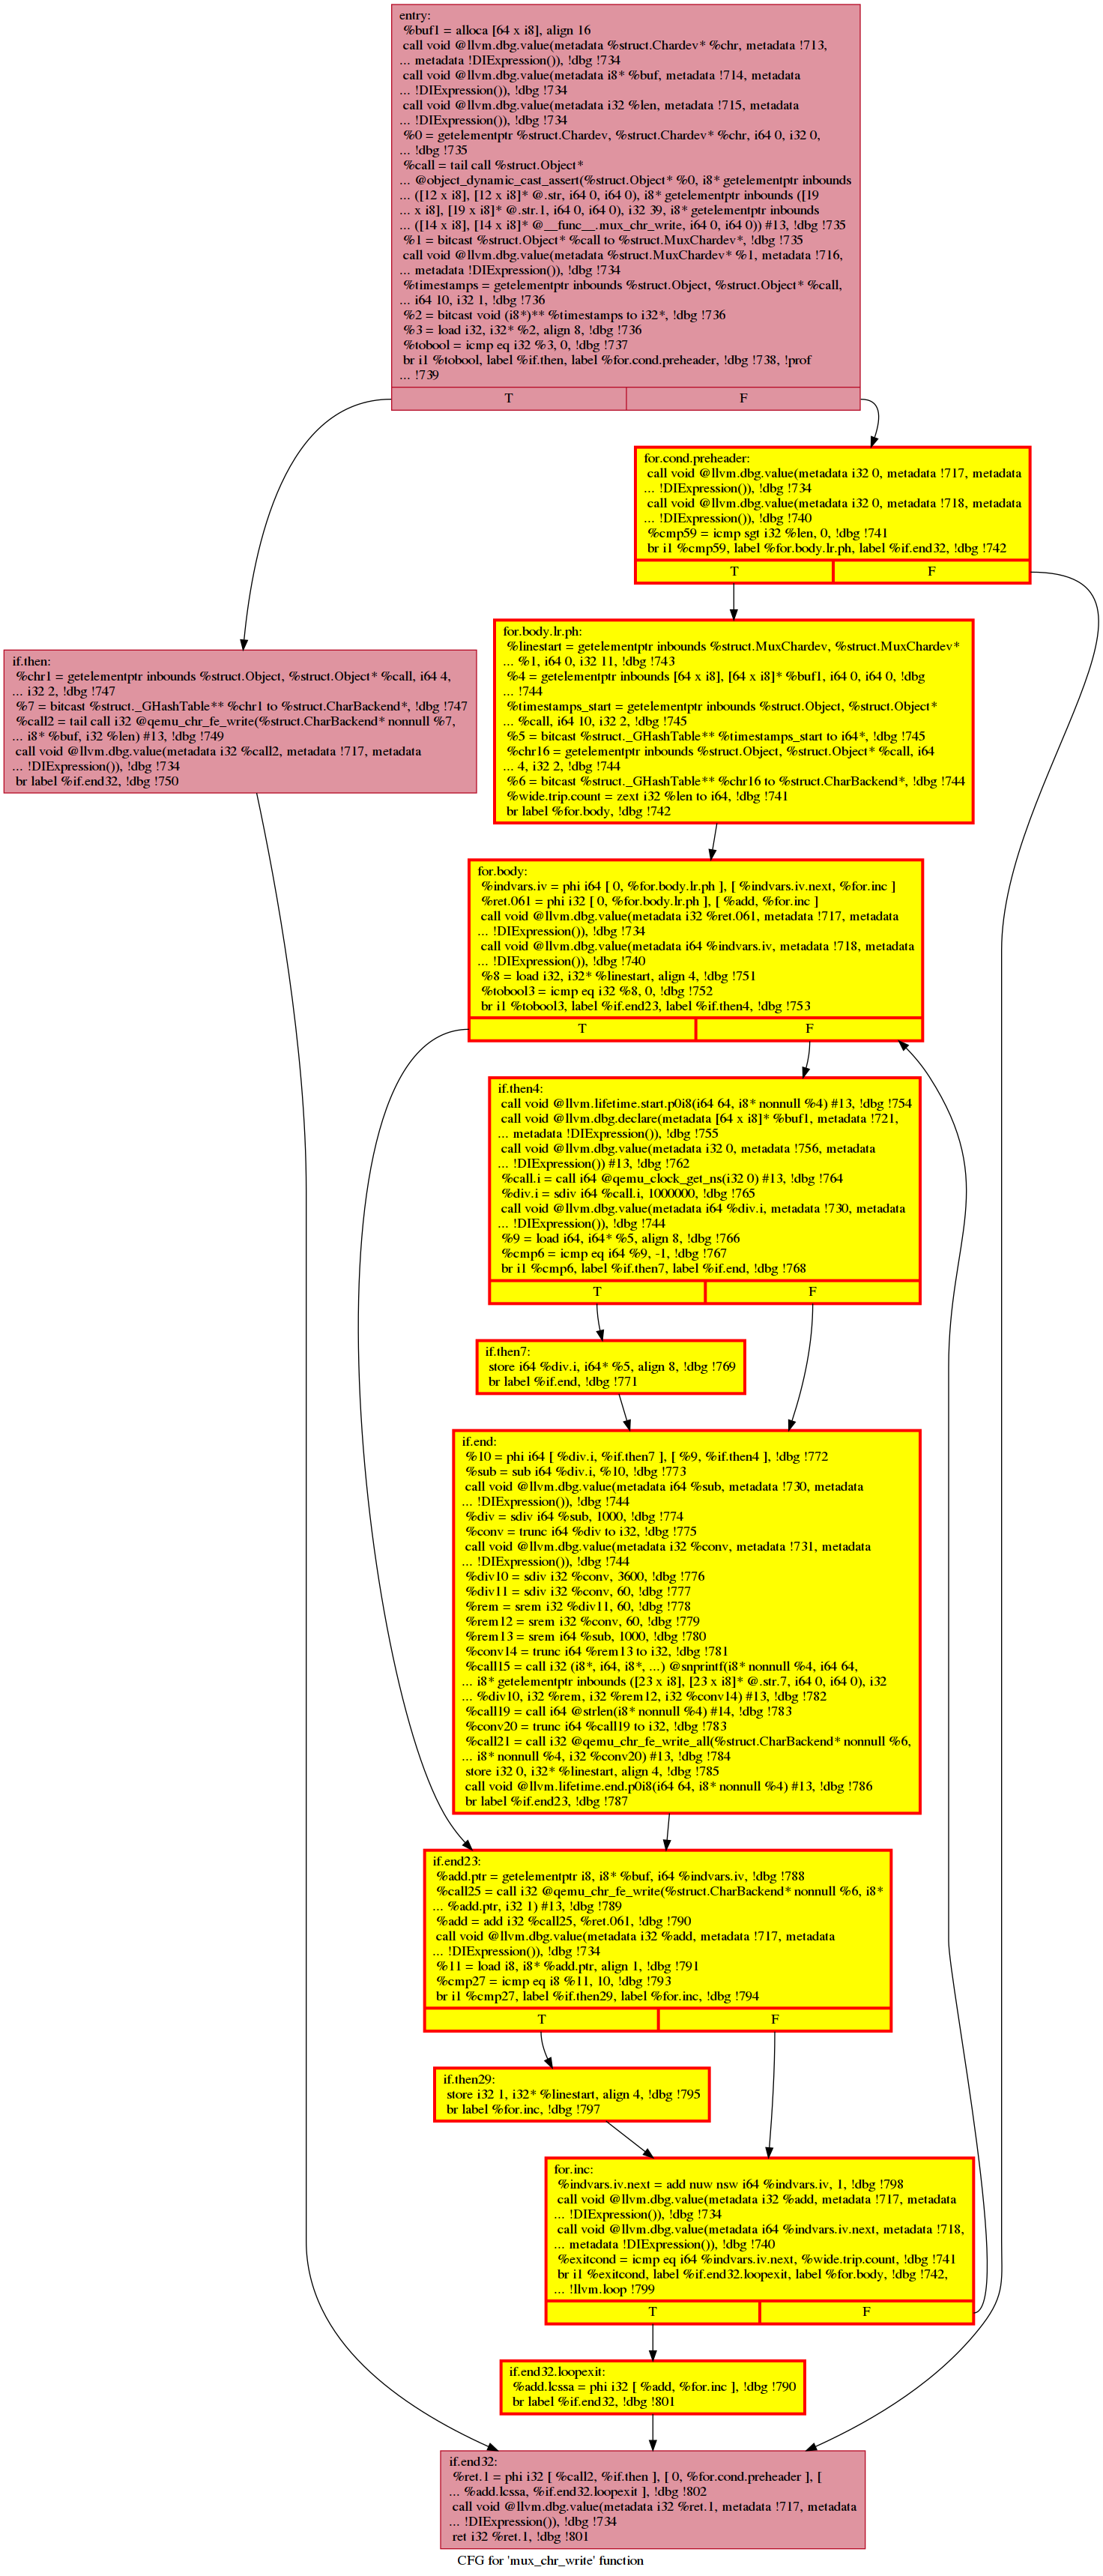 entry:
%buf1 = alloca [64 x i8], align 16
call void @llvm.dbg.value(metadata %struct.Chardev* %chr, metadata !713,
... metadata !DIExpression()), !dbg !734
call void @llvm.dbg.value(metadata i8* %buf, metadata !714, metadata
... !DIExpression()), !dbg !734
call void @llvm.dbg.value(metadata i32 %len, metadata !715, metadata
... !DIExpression()), !dbg !734
%0 = getelementptr %struct.Chardev, %struct.Chardev* %chr, i64 0, i32 0,
... !dbg !735
%call = tail call %struct.Object*
... @object_dynamic_cast_assert(%struct.Object* %0, i8* getelementptr inbounds
... ([12 x i8], [12 x i8]* @.str, i64 0, i64 0), i8* getelementptr inbounds ([19
... x i8], [19 x i8]* @.str.1, i64 0, i64 0), i32 39, i8* getelementptr inbounds
... ([14 x i8], [14 x i8]* @__func__.mux_chr_write, i64 0, i64 0)) #13, !dbg !735
%1 = bitcast %struct.Object* %call to %struct.MuxChardev*, !dbg !735
call void @llvm.dbg.value(metadata %struct.MuxChardev* %1, metadata !716,
... metadata !DIExpression()), !dbg !734
%timestamps = getelementptr inbounds %struct.Object, %struct.Object* %call,
... i64 10, i32 1, !dbg !736
%2 = bitcast void (i8*)** %timestamps to i32*, !dbg !736
%3 = load i32, i32* %2, align 8, !dbg !736
%tobool = icmp eq i32 %3, 0, !dbg !737
br i1 %tobool, label %if.then, label %for.cond.preheader, !dbg !738, !prof
... !739
T F
for.cond.preheader:
call void @llvm.dbg.value(metadata i32 0, metadata !717, metadata
... !DIExpression()), !dbg !734
call void @llvm.dbg.value(metadata i32 0, metadata !718, metadata
... !DIExpression()), !dbg !740
%cmp59 = icmp sgt i32 %len, 0, !dbg !741
br i1 %cmp59, label %for.body.lr.ph, label %if.end32, !dbg !742
T F
if.then:
%chr1 = getelementptr inbounds %struct.Object, %struct.Object* %call, i64 4,
... i32 2, !dbg !747
%7 = bitcast %struct._GHashTable** %chr1 to %struct.CharBackend*, !dbg !747
%call2 = tail call i32 @qemu_chr_fe_write(%struct.CharBackend* nonnull %7,
... i8* %buf, i32 %len) #13, !dbg !749
call void @llvm.dbg.value(metadata i32 %call2, metadata !717, metadata
... !DIExpression()), !dbg !734
br label %if.end32, !dbg !750
for.body.lr.ph:
%linestart = getelementptr inbounds %struct.MuxChardev, %struct.MuxChardev*
... %1, i64 0, i32 11, !dbg !743
%4 = getelementptr inbounds [64 x i8], [64 x i8]* %buf1, i64 0, i64 0, !dbg
... !744
%timestamps_start = getelementptr inbounds %struct.Object, %struct.Object*
... %call, i64 10, i32 2, !dbg !745
%5 = bitcast %struct._GHashTable** %timestamps_start to i64*, !dbg !745
%chr16 = getelementptr inbounds %struct.Object, %struct.Object* %call, i64
... 4, i32 2, !dbg !744
%6 = bitcast %struct._GHashTable** %chr16 to %struct.CharBackend*, !dbg !744
%wide.trip.count = zext i32 %len to i64, !dbg !741
br label %for.body, !dbg !742
for.body:
%indvars.iv = phi i64 [ 0, %for.body.lr.ph ], [ %indvars.iv.next, %for.inc ]
%ret.061 = phi i32 [ 0, %for.body.lr.ph ], [ %add, %for.inc ]
call void @llvm.dbg.value(metadata i32 %ret.061, metadata !717, metadata
... !DIExpression()), !dbg !734
call void @llvm.dbg.value(metadata i64 %indvars.iv, metadata !718, metadata
... !DIExpression()), !dbg !740
%8 = load i32, i32* %linestart, align 4, !dbg !751
%tobool3 = icmp eq i32 %8, 0, !dbg !752
br i1 %tobool3, label %if.end23, label %if.then4, !dbg !753
T F
if.then4:
call void @llvm.lifetime.start.p0i8(i64 64, i8* nonnull %4) #13, !dbg !754
call void @llvm.dbg.declare(metadata [64 x i8]* %buf1, metadata !721,
... metadata !DIExpression()), !dbg !755
call void @llvm.dbg.value(metadata i32 0, metadata !756, metadata
... !DIExpression()) #13, !dbg !762
%call.i = call i64 @qemu_clock_get_ns(i32 0) #13, !dbg !764
%div.i = sdiv i64 %call.i, 1000000, !dbg !765
call void @llvm.dbg.value(metadata i64 %div.i, metadata !730, metadata
... !DIExpression()), !dbg !744
%9 = load i64, i64* %5, align 8, !dbg !766
%cmp6 = icmp eq i64 %9, -1, !dbg !767
br i1 %cmp6, label %if.then7, label %if.end, !dbg !768
T F
if.then7:
store i64 %div.i, i64* %5, align 8, !dbg !769
br label %if.end, !dbg !771
if.end:
%10 = phi i64 [ %div.i, %if.then7 ], [ %9, %if.then4 ], !dbg !772
%sub = sub i64 %div.i, %10, !dbg !773
call void @llvm.dbg.value(metadata i64 %sub, metadata !730, metadata
... !DIExpression()), !dbg !744
%div = sdiv i64 %sub, 1000, !dbg !774
%conv = trunc i64 %div to i32, !dbg !775
call void @llvm.dbg.value(metadata i32 %conv, metadata !731, metadata
... !DIExpression()), !dbg !744
%div10 = sdiv i32 %conv, 3600, !dbg !776
%div11 = sdiv i32 %conv, 60, !dbg !777
%rem = srem i32 %div11, 60, !dbg !778
%rem12 = srem i32 %conv, 60, !dbg !779
%rem13 = srem i64 %sub, 1000, !dbg !780
%conv14 = trunc i64 %rem13 to i32, !dbg !781
%call15 = call i32 (i8*, i64, i8*, ...) @snprintf(i8* nonnull %4, i64 64,
... i8* getelementptr inbounds ([23 x i8], [23 x i8]* @.str.7, i64 0, i64 0), i32
... %div10, i32 %rem, i32 %rem12, i32 %conv14) #13, !dbg !782
%call19 = call i64 @strlen(i8* nonnull %4) #14, !dbg !783
%conv20 = trunc i64 %call19 to i32, !dbg !783
%call21 = call i32 @qemu_chr_fe_write_all(%struct.CharBackend* nonnull %6,
... i8* nonnull %4, i32 %conv20) #13, !dbg !784
store i32 0, i32* %linestart, align 4, !dbg !785
call void @llvm.lifetime.end.p0i8(i64 64, i8* nonnull %4) #13, !dbg !786
br label %if.end23, !dbg !787
if.end23:
%add.ptr = getelementptr i8, i8* %buf, i64 %indvars.iv, !dbg !788
%call25 = call i32 @qemu_chr_fe_write(%struct.CharBackend* nonnull %6, i8*
... %add.ptr, i32 1) #13, !dbg !789
%add = add i32 %call25, %ret.061, !dbg !790
call void @llvm.dbg.value(metadata i32 %add, metadata !717, metadata
... !DIExpression()), !dbg !734
%11 = load i8, i8* %add.ptr, align 1, !dbg !791
%cmp27 = icmp eq i8 %11, 10, !dbg !793
br i1 %cmp27, label %if.then29, label %for.inc, !dbg !794
T F
if.then29:
store i32 1, i32* %linestart, align 4, !dbg !795
br label %for.inc, !dbg !797
for.inc:
%indvars.iv.next = add nuw nsw i64 %indvars.iv, 1, !dbg !798
call void @llvm.dbg.value(metadata i32 %add, metadata !717, metadata
... !DIExpression()), !dbg !734
call void @llvm.dbg.value(metadata i64 %indvars.iv.next, metadata !718,
... metadata !DIExpression()), !dbg !740
%exitcond = icmp eq i64 %indvars.iv.next, %wide.trip.count, !dbg !741
br i1 %exitcond, label %if.end32.loopexit, label %for.body, !dbg !742,
... !llvm.loop !799
T F
if.end32.loopexit:
%add.lcssa = phi i32 [ %add, %for.inc ], !dbg !790
br label %if.end32, !dbg !801
if.end32:
%ret.1 = phi i32 [ %call2, %if.then ], [ 0, %for.cond.preheader ], [
... %add.lcssa, %if.end32.loopexit ], !dbg !802
call void @llvm.dbg.value(metadata i32 %ret.1, metadata !717, metadata
... !DIExpression()), !dbg !734
ret i32 %ret.1, !dbg !801
CFG for 'mux_chr_write' function